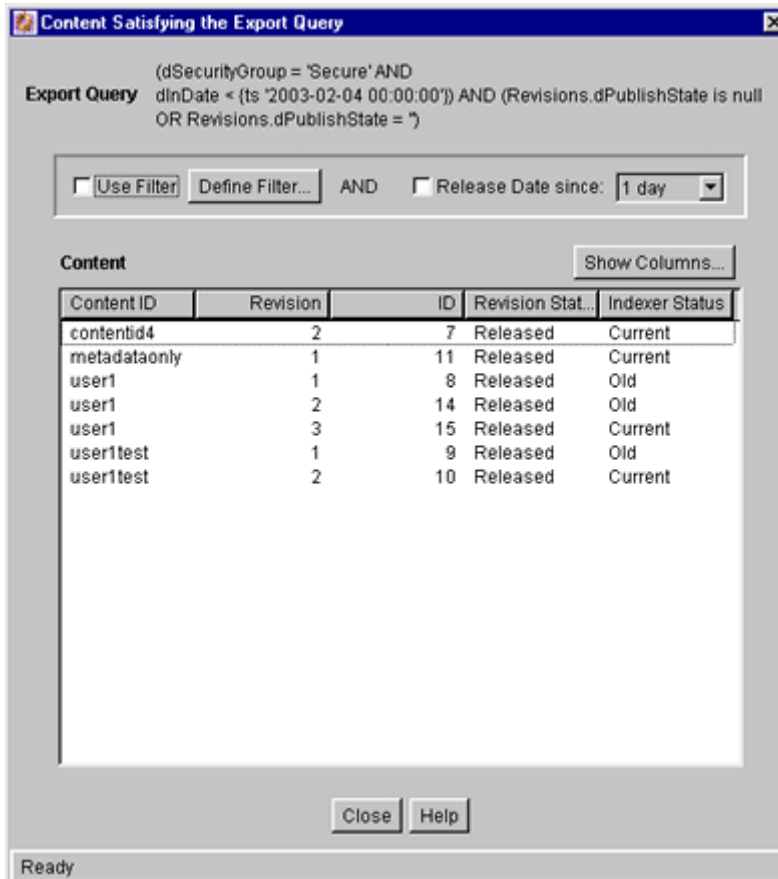 Content Satisfying the Export Query
(dSecurityGroup = 'Secure' AND
Export Query dInDate < {ts '2003-02-04 00:00:00'}) AND (Revisions.dPublishState is null
OR Revisions.dPublishState = '')
Use Filter Define Filter... AND Release Date since: 1 day
Content Show Columns...
Content ID Revision ID Revision Stat... Indexer Status
contentid4 2 7 Released Current
metadataonly 1 11 Released Current
user1 1 8 Released Old
user1 2 14 Released Old
user1 3 15 Released Current
user1test 1 9 Released Old
user1test 2 10 Released Current
Close Help
Ready